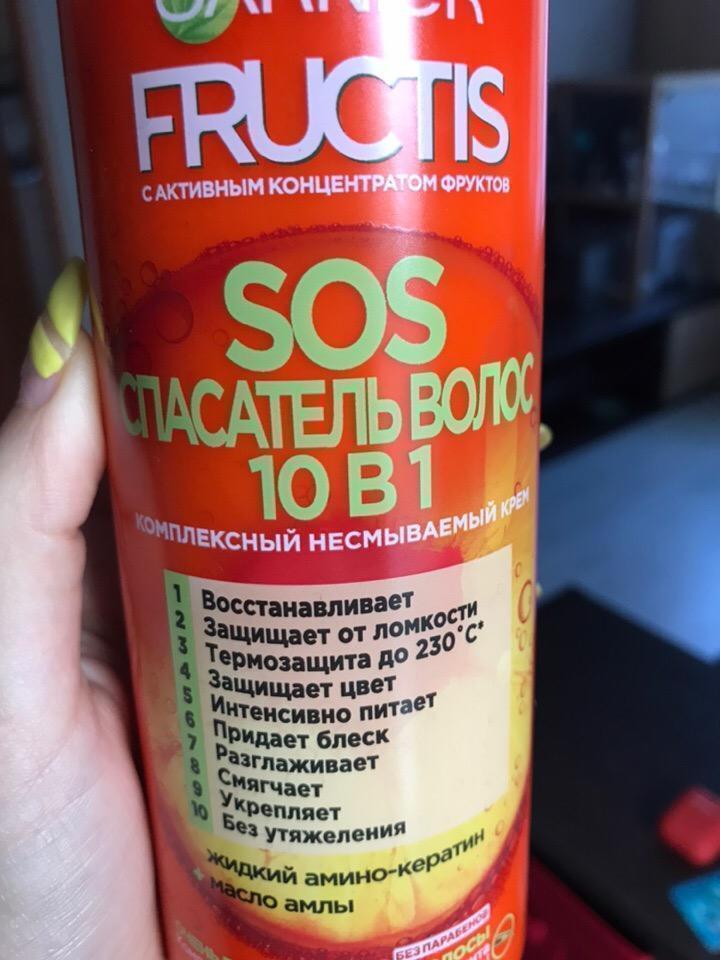 GARNIER
FRUCTIS
С АКТИВНЫМ КОНЦЕНТРАТОМ ФРУКТОВ
SOS
СПАСАТЕЛЬ ВОЛОС
10 В 1
КОМПЛЕКСНЫЙ НЕСМЫВАЕМЫЙ КРЕМ
1 Восстанавливает
2 Защищает от ломкости
3 Термозащита до 230°С*
4 Защищает цвет
5 Интенсивно питает
6 Придает блеск
7 Разглаживает
8 Смягчает
9 Укрепляет
10 Без утяжеления
жидкий амино-кератин
+ масло амлы
БЕЗ ПАРАБЕНОВ